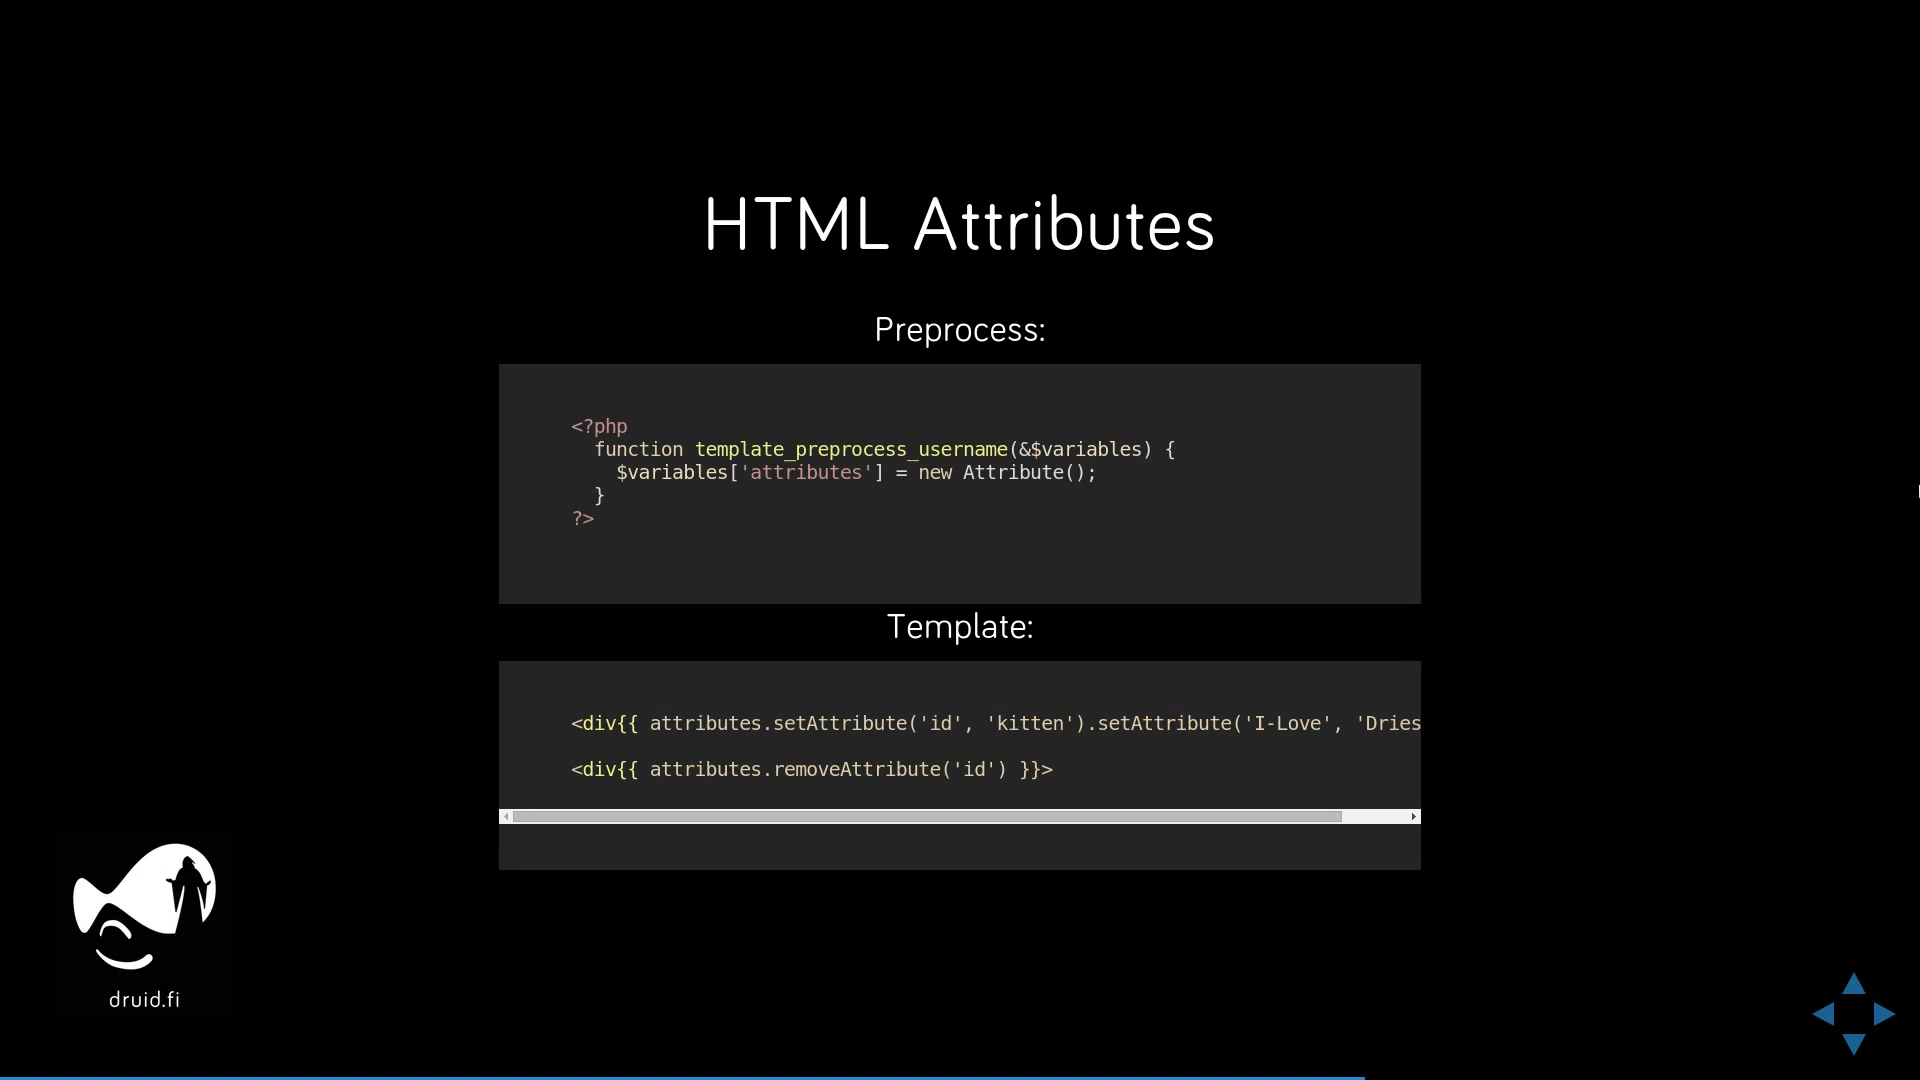 HTML Attributes
Preprocess:
<?php
  function template_preprocess_username(&$variables) {
    $variables['attributes'] = new Attribute();
  }
?>
Template:
<div{{ attributes.setAttribute('id', 'kitten').setAttribute('I-Love', 'Dries
<div{{ attributes.removeAttribute('id') }}>
druid.fi